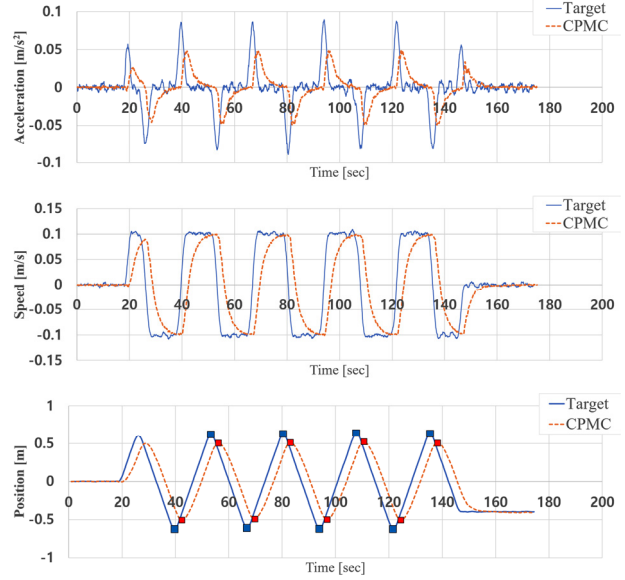 Target
CPMC
Acceleration [m/s²]
0.1
0.05
0
-0.05
-0.1
0 20 40 60 80 100 120 140 160 180 200
Time [sec]
Target
CPMC
Speed [m/s]
0.15
0.1
0.05
0
0.05
-0.1
-0.15
0 20 40 60 80 100 120 140 160 180 200
Time [sec]
Target
CPMC
Position [m]
1
0.5
0
-0.5
-1
0 20 40 60 80 100 120 140 160 180 200
Time [sec]